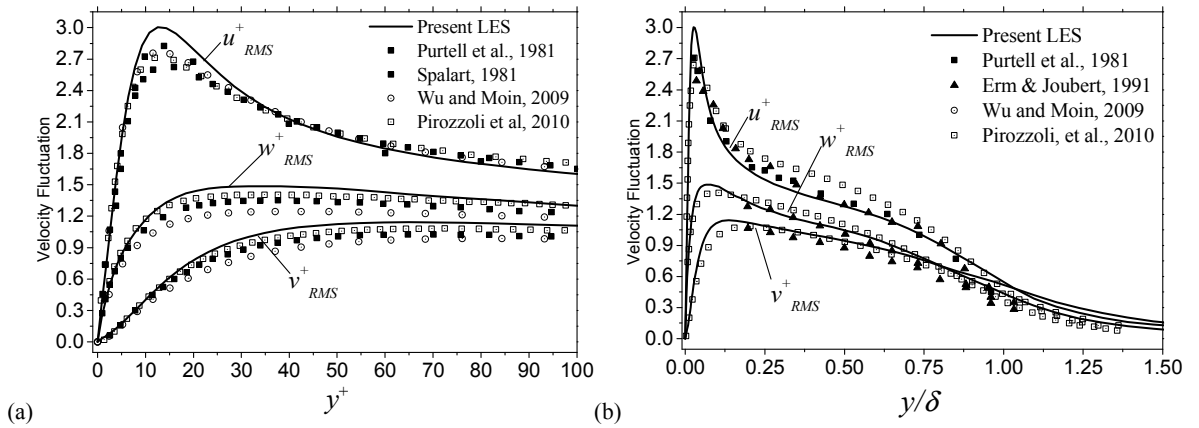 3.0
2.7
2.4
2.1
1.8
1.5
1.2
0.9
0.6
0.3
0.0
Velocity Fluctuation
Present LES
Purtell et al., 1981
Spalart, 1981
Wu and Moin, 2009
Pirozzoli et al, 2010
u+RMS
w+RMS
v+RMS
0 10 20 30 40 50 60 70 80 90 100
y+
(a)
3.0
2.7
2.4
2.1
1.8
1.5
1.2
0.9
0.6
0.3
0.0
Velocity Fluctuation
Present LES
Purtell et al., 1981
Erm & Joubert, 1991
Wu and Moin, 2009
Pirozzoli, et al., 2010
u+RMS
w+RMS
v+RMS
0.00 0.25 0.50 0.75 1.00 1.25 1.50
y/δ
(b)